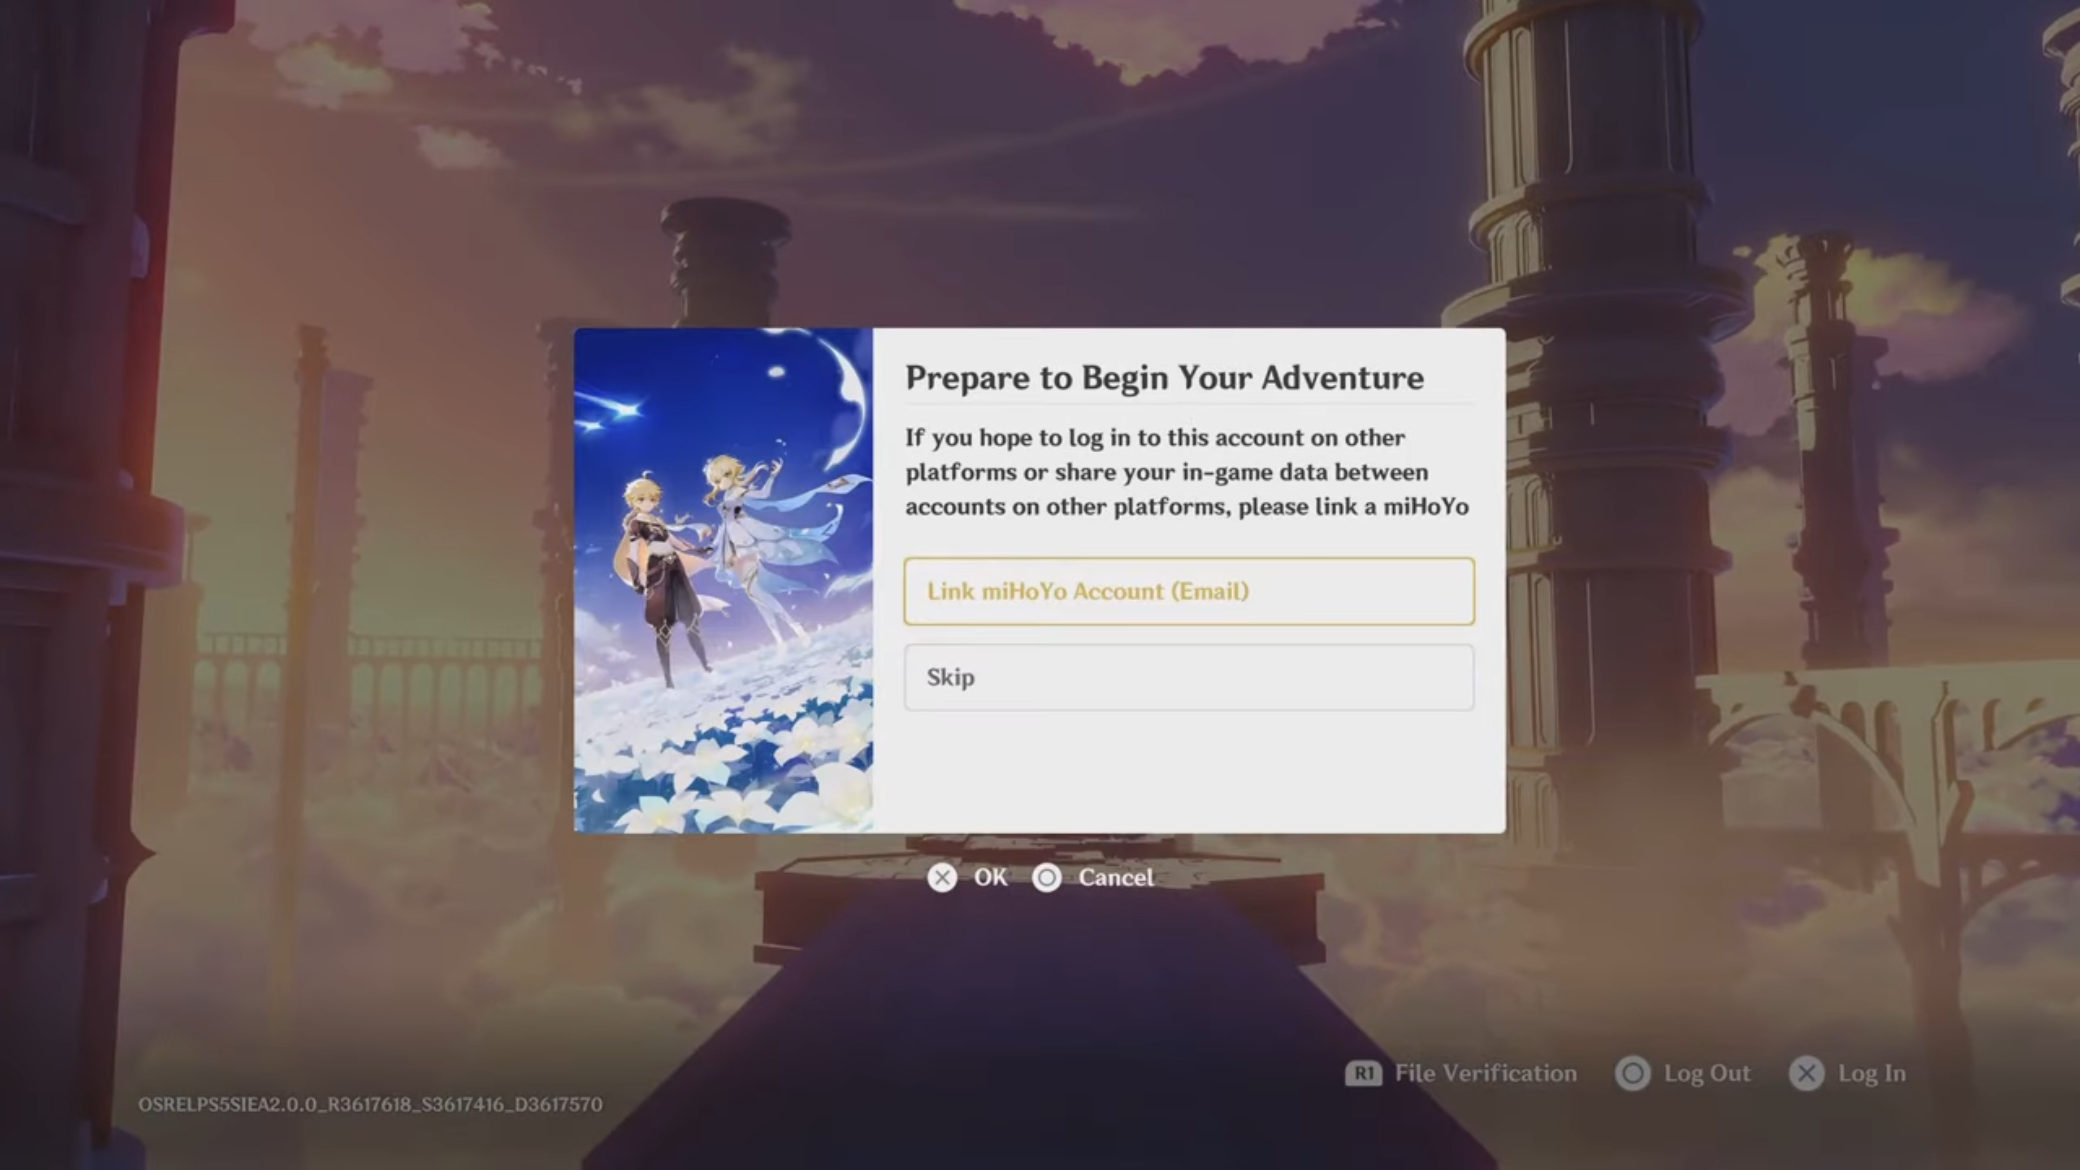 Prepare to Begin Your Adventure
If you hope to log in to this account on other
platforms or share your in-game data between
accounts on other platforms, please link a miHoYo
Link miHoYo Account (Email)
Skip
OK Cancel
R1 File Verification Log Out Log In
OSRELPS5SIEA2.0.0_R3617618_S3617416_D3617570